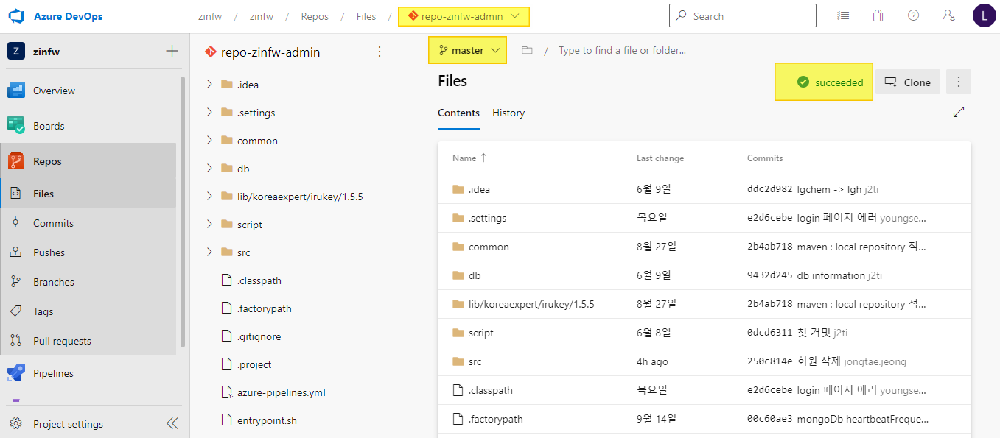 Azure DevOps
zinfw / zinfw / Repos / Files / repo-zinfw-admin
Search
L
Z zinfw
Overview
Boards
Repos
Files
Commits
Pushes
Branches
Tags
Pull requests
Pipelines
Project settings
repo-zinfw-admin
.idea
.settings
common
db
lib/koreaexpert/irukey/1.5.5
script
src
.classpath
.factorypath
.gitignore
.project
azure-pipelines.yml
entrypoint.sh
master / Type to find a file or folder...
Files
succeeded
Clone
Contents History
Name ↑ Last change Commits
.idea 6월 9일 ddc2d982 lgchem -> lgh j2ti
.settings 목요일 e2d6cebe login 페이지 에러 youngse...
common 8월 27일 2b4ab718 maven : local repository 적...
db 6월 9일 9432d245 db information j2ti
lib/koreaexpert/irukey/1.5.5 8월 27일 2b4ab718 maven : local repository 적...
script 6월 8일 0dcd6311 첫 커밋 j2ti
src 4h ago 250c814e 회원 삭제 jongtae.jeong
.classpath 목요일 e2d6cebe login 페이지 에러 youngse...
.factorypath 9월 14일 00c60ae3 mongoDb heartbeatFreque...